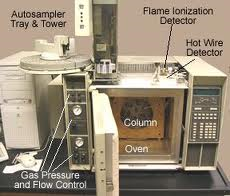 Autosampler
Tray & Tower
Flame Ionization
Detector
Hot Wire
Detector
Column
Oven
Gas Pressure
and Flow Control